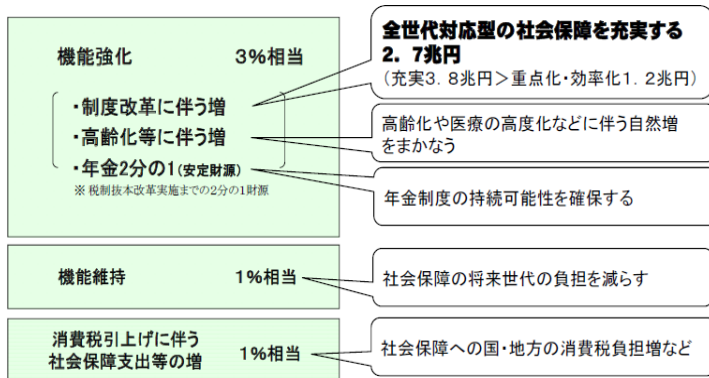 機能強化 3%相当
・制度改革に伴う増
・高齢化等に伴う増
・年金2分の1(安定財源)
※ 税制抜本改革実施までの2分の1財源
全世代対応型の社会保障を充実する
2．7兆円
（充実3．8兆円＞重点化・効率化1．2兆円）
高齢化や医療の高度化などに伴う自然増
をまかなう
年金制度の持続可能性を確保する
機能維持 1%相当
社会保障の将来世代の負担を減らす
消費税引上げに伴う
社会保障支出等の増 1%相当
社会保障への国・地方の消費税負担増など